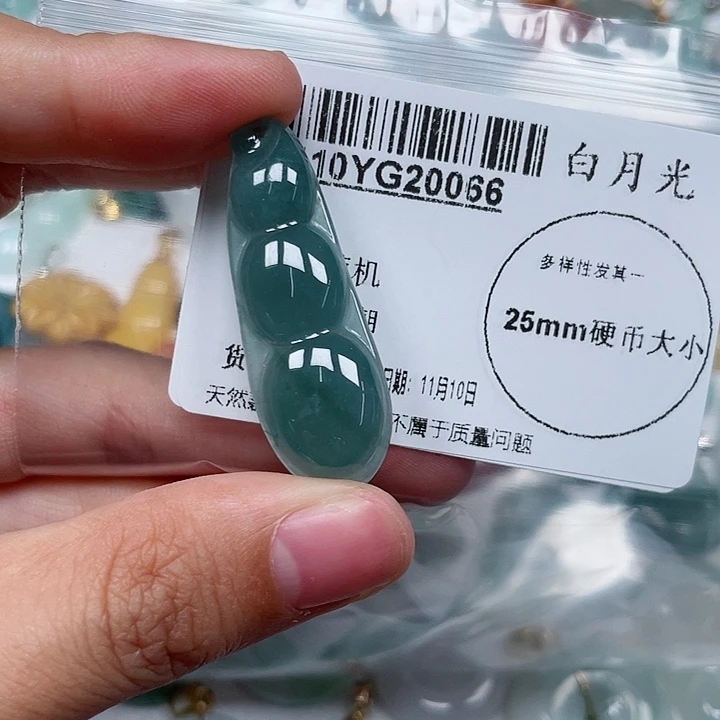 10YG20066
白月光
机
多样性发其一
25mm硬币大小
货
日期: 11月10日
天然
不属于质量问题